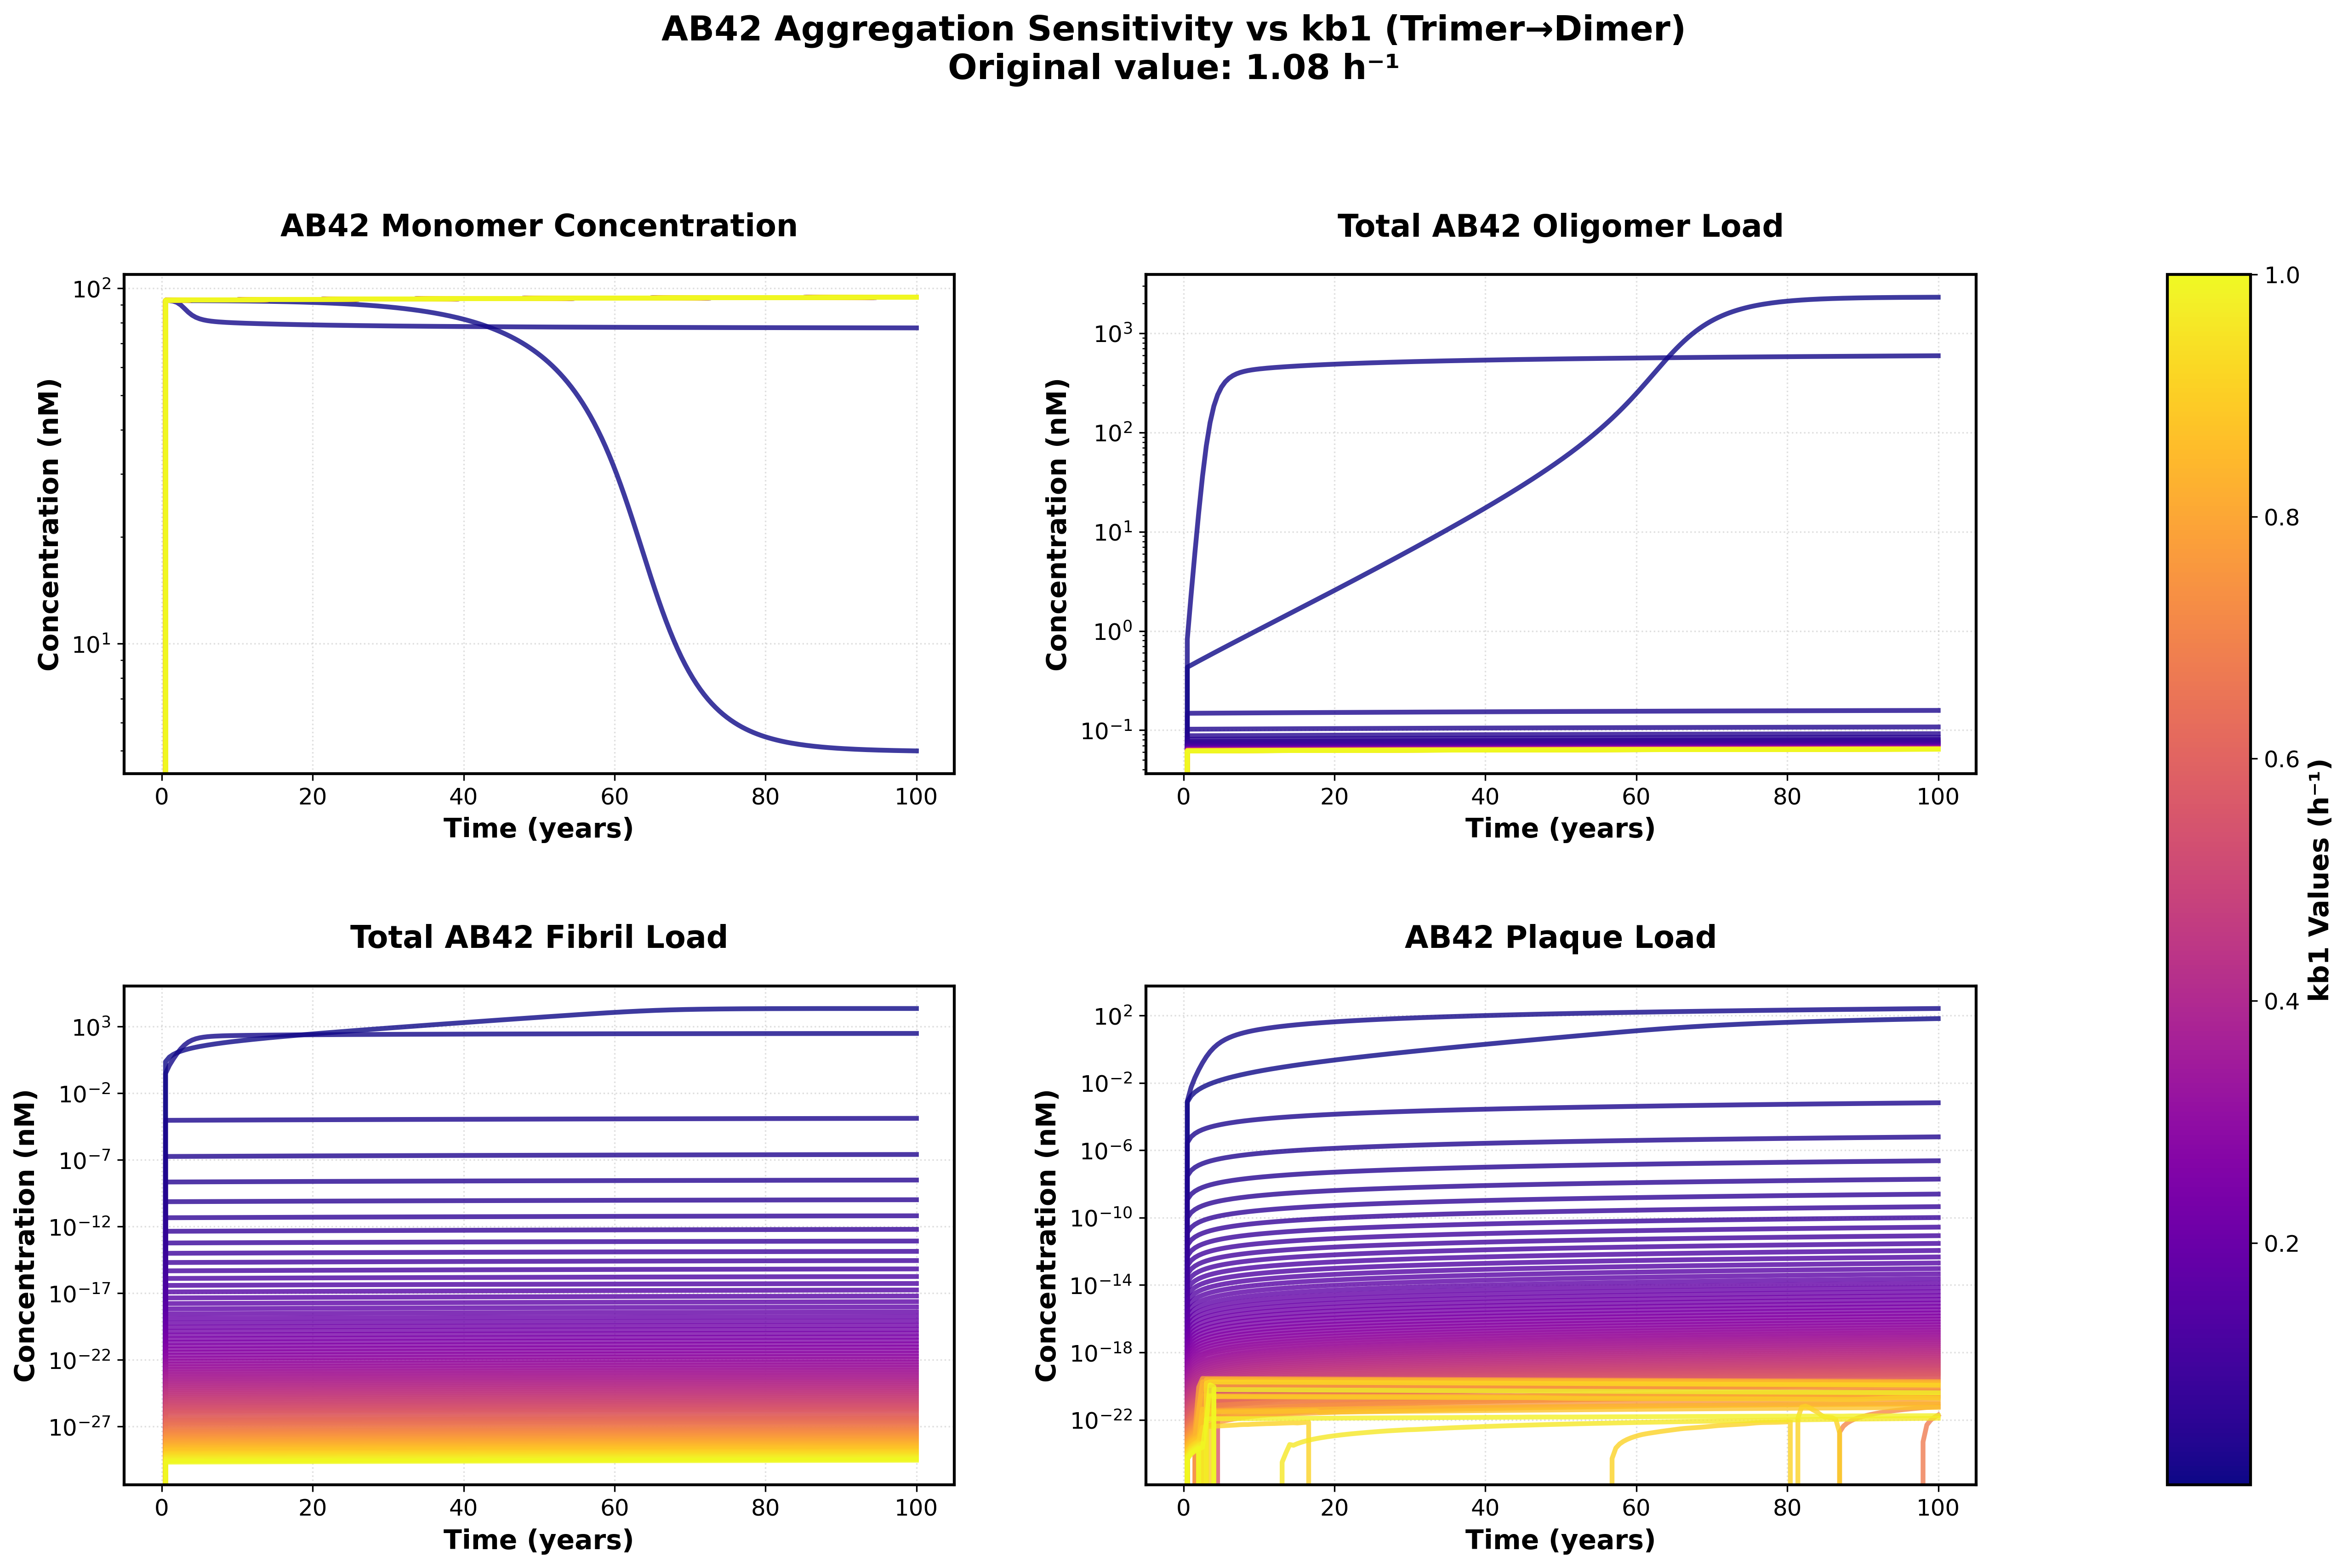 AB42 Aggregation Sensitivity vs kb1 (Trimer→Dimer)
Original value: 1.08 h⁻¹
AB42 Monomer Concentration
Concentration (nM)
10²
10¹
0 20 40 60 80 100
Time (years)
Total AB42 Oligomer Load
Concentration (nM)
10³
10²
10¹
10⁰
10⁻¹
0 20 40 60 80 100
Time (years)
Total AB42 Fibril Load
Concentration (nM)
10³
10⁻²
10⁻⁷
10⁻¹²
10⁻¹⁷
10⁻²²
10⁻²⁷
0 20 40 60 80 100
Time (years)
AB42 Plaque Load
Concentration (nM)
10²
10⁻²
10⁻⁶
10⁻¹⁰
10⁻¹⁴
10⁻¹⁸
10⁻²²
0 20 40 60 80 100
Time (years)
1.0
0.8
0.6
0.4
0.2
kb1 Values (h⁻¹)